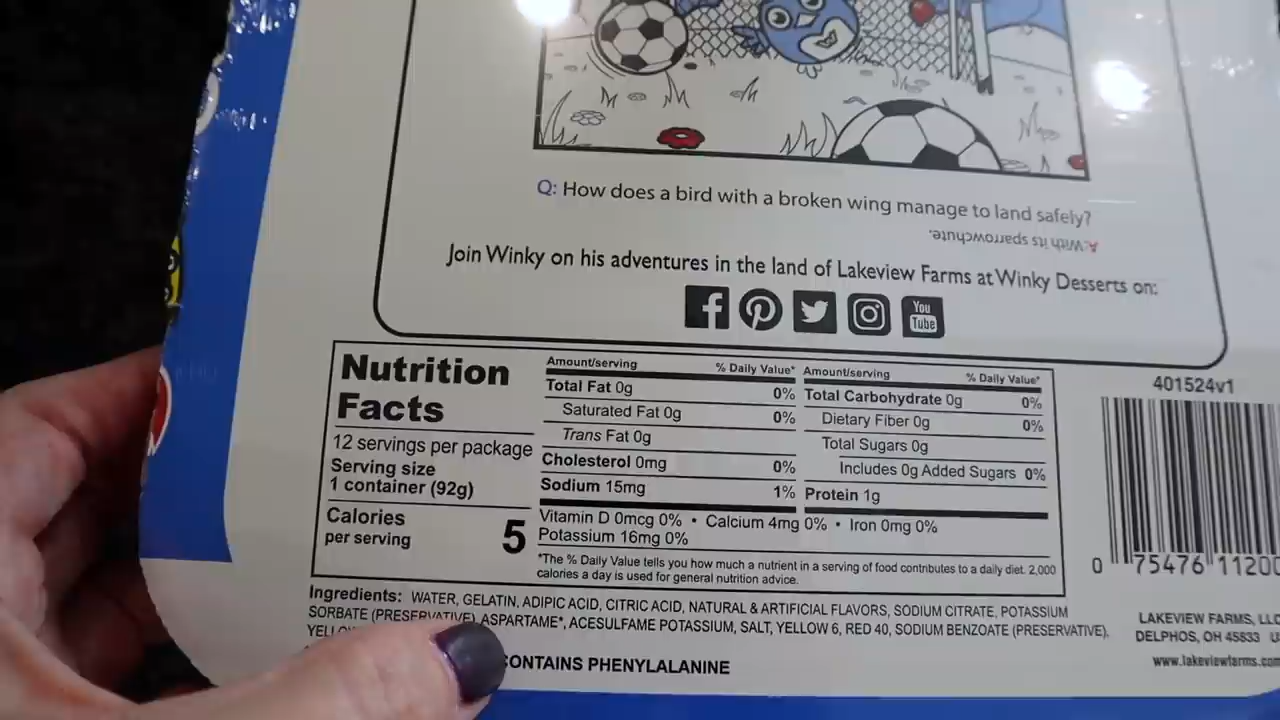 Q: How does a bird with a broken wing manage to land safely?
A: With its sparrowchute.
Join Winky on his adventures in the land of Lakeview Farms at Winky Desserts on:
You
Tube
Nutrition
Facts
12 servings per package
Serving size
1 container (92g)
Calories
per serving
5
Amount/serving % Daily Value*
Total Fat 0g 0%
Saturated Fat 0g 0%
Trans Fat 0g
Cholesterol 0mg 0%
Sodium 15mg 1%
Amount/serving % Daily Value*
Total Carbohydrate 0g 0%
Dietary Fiber 0g 0%
Total Sugars 0g
Includes 0g Added Sugars 0%
Protein 1g
Vitamin D 0mcg 0% • Calcium 4mg 0% • Iron 0mg 0%
Potassium 16mg 0%
*The % Daily Value tells you how much a nutrient in a serving of food contributes to a daily diet. 2,000
calories a day is used for general nutrition advice.
Ingredients: WATER, GELATIN, ADIPIC ACID, CITRIC ACID, NATURAL & ARTIFICIAL FLAVORS, SODIUM CITRATE, POTASSIUM
SORBATE (PRESERVATIVE), ASPARTAME*, ACESULFAME POTASSIUM, SALT, YELLOW 6, RED 40, SODIUM BENZOATE (PRESERVATIVE),
CONTAINS PHENYLALANINE
401524v1
0 75476 11200
LAKEVIEW FARMS, LLC
DELPHOS, OH 45833
www.lakeviewfarms.com